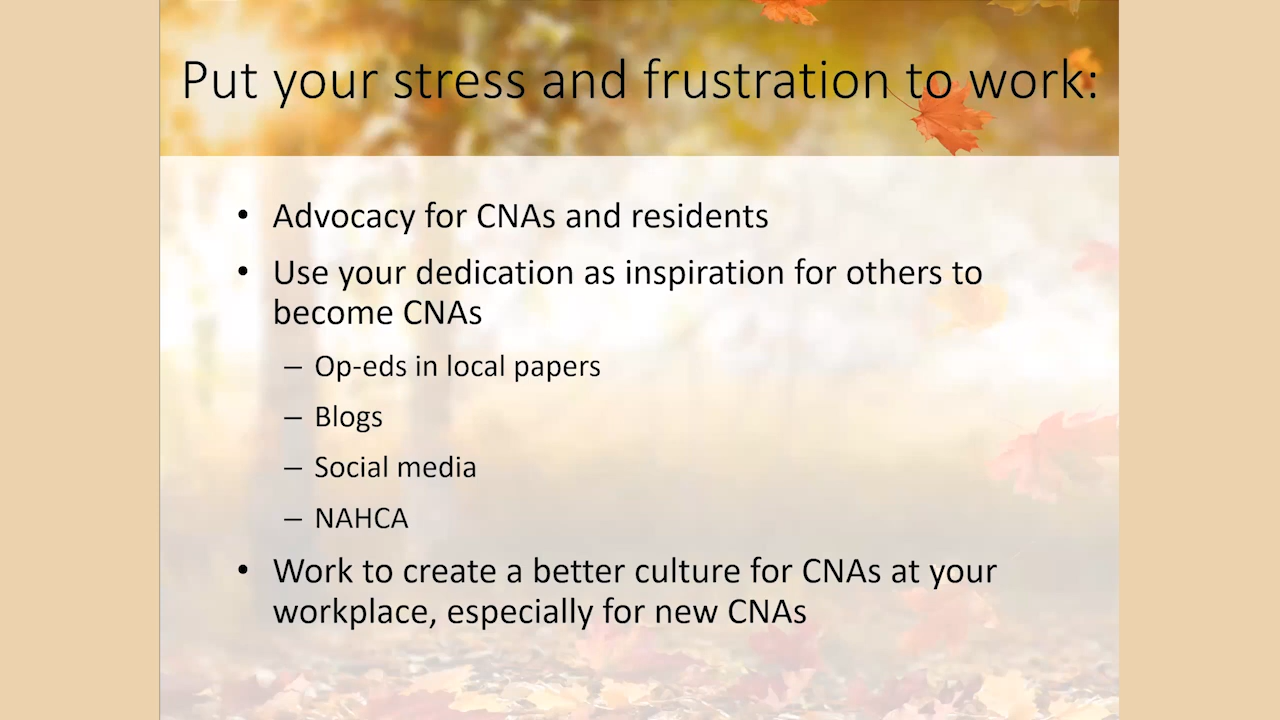 Put your stress and frustration to work:
• Advocacy for CNAs and residents
• Use your dedication as inspiration for others to
become CNAs
– Op-eds in local papers
– Blogs
– Social media
– NAHCA
• Work to create a better culture for CNAs at your
workplace, especially for new CNAs